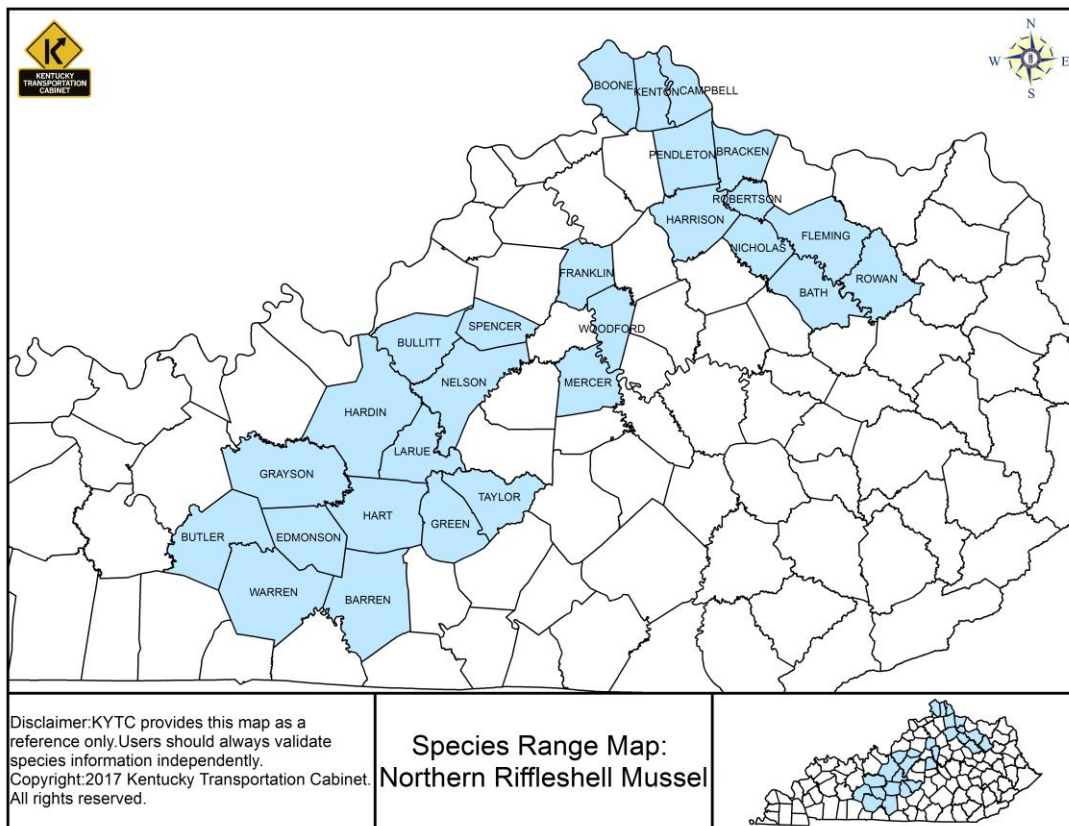 N
W E
S
KENTUCKY
TRANSPORTATION
CABINET
BOONE
KENTON
CAMPBELL
PENDLETON
BRACKEN
ROBERTSON
HARRISON
FLEMING
NICHOLAS
FRANKLIN
ROWAN
BATH
SPENCER
WOODFORD
BULLITT
NELSON
MERCER
HARDIN
LARUE
GRAYSON
TAYLOR
HART
GREEN
BUTLER
EDMONSON
WARREN
BARREN
Disclaimer:KYTC provides this map as a
reference only.Users should always validate
species information independently.
Copyright:2017 Kentucky Transportation Cabinet.
All rights reserved.
Species Range Map:
Northern Riffleshell Mussel